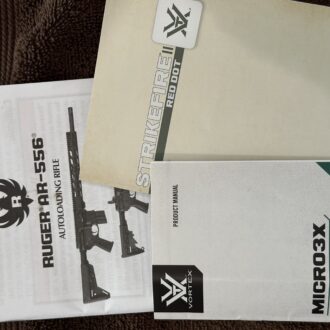 STRIKEFIRE II
RED DOT
RUGER® AR-556®
AUTOLOADING RIFLE
R
PRODUCT MANUAL
VORTEX
MICRO3X